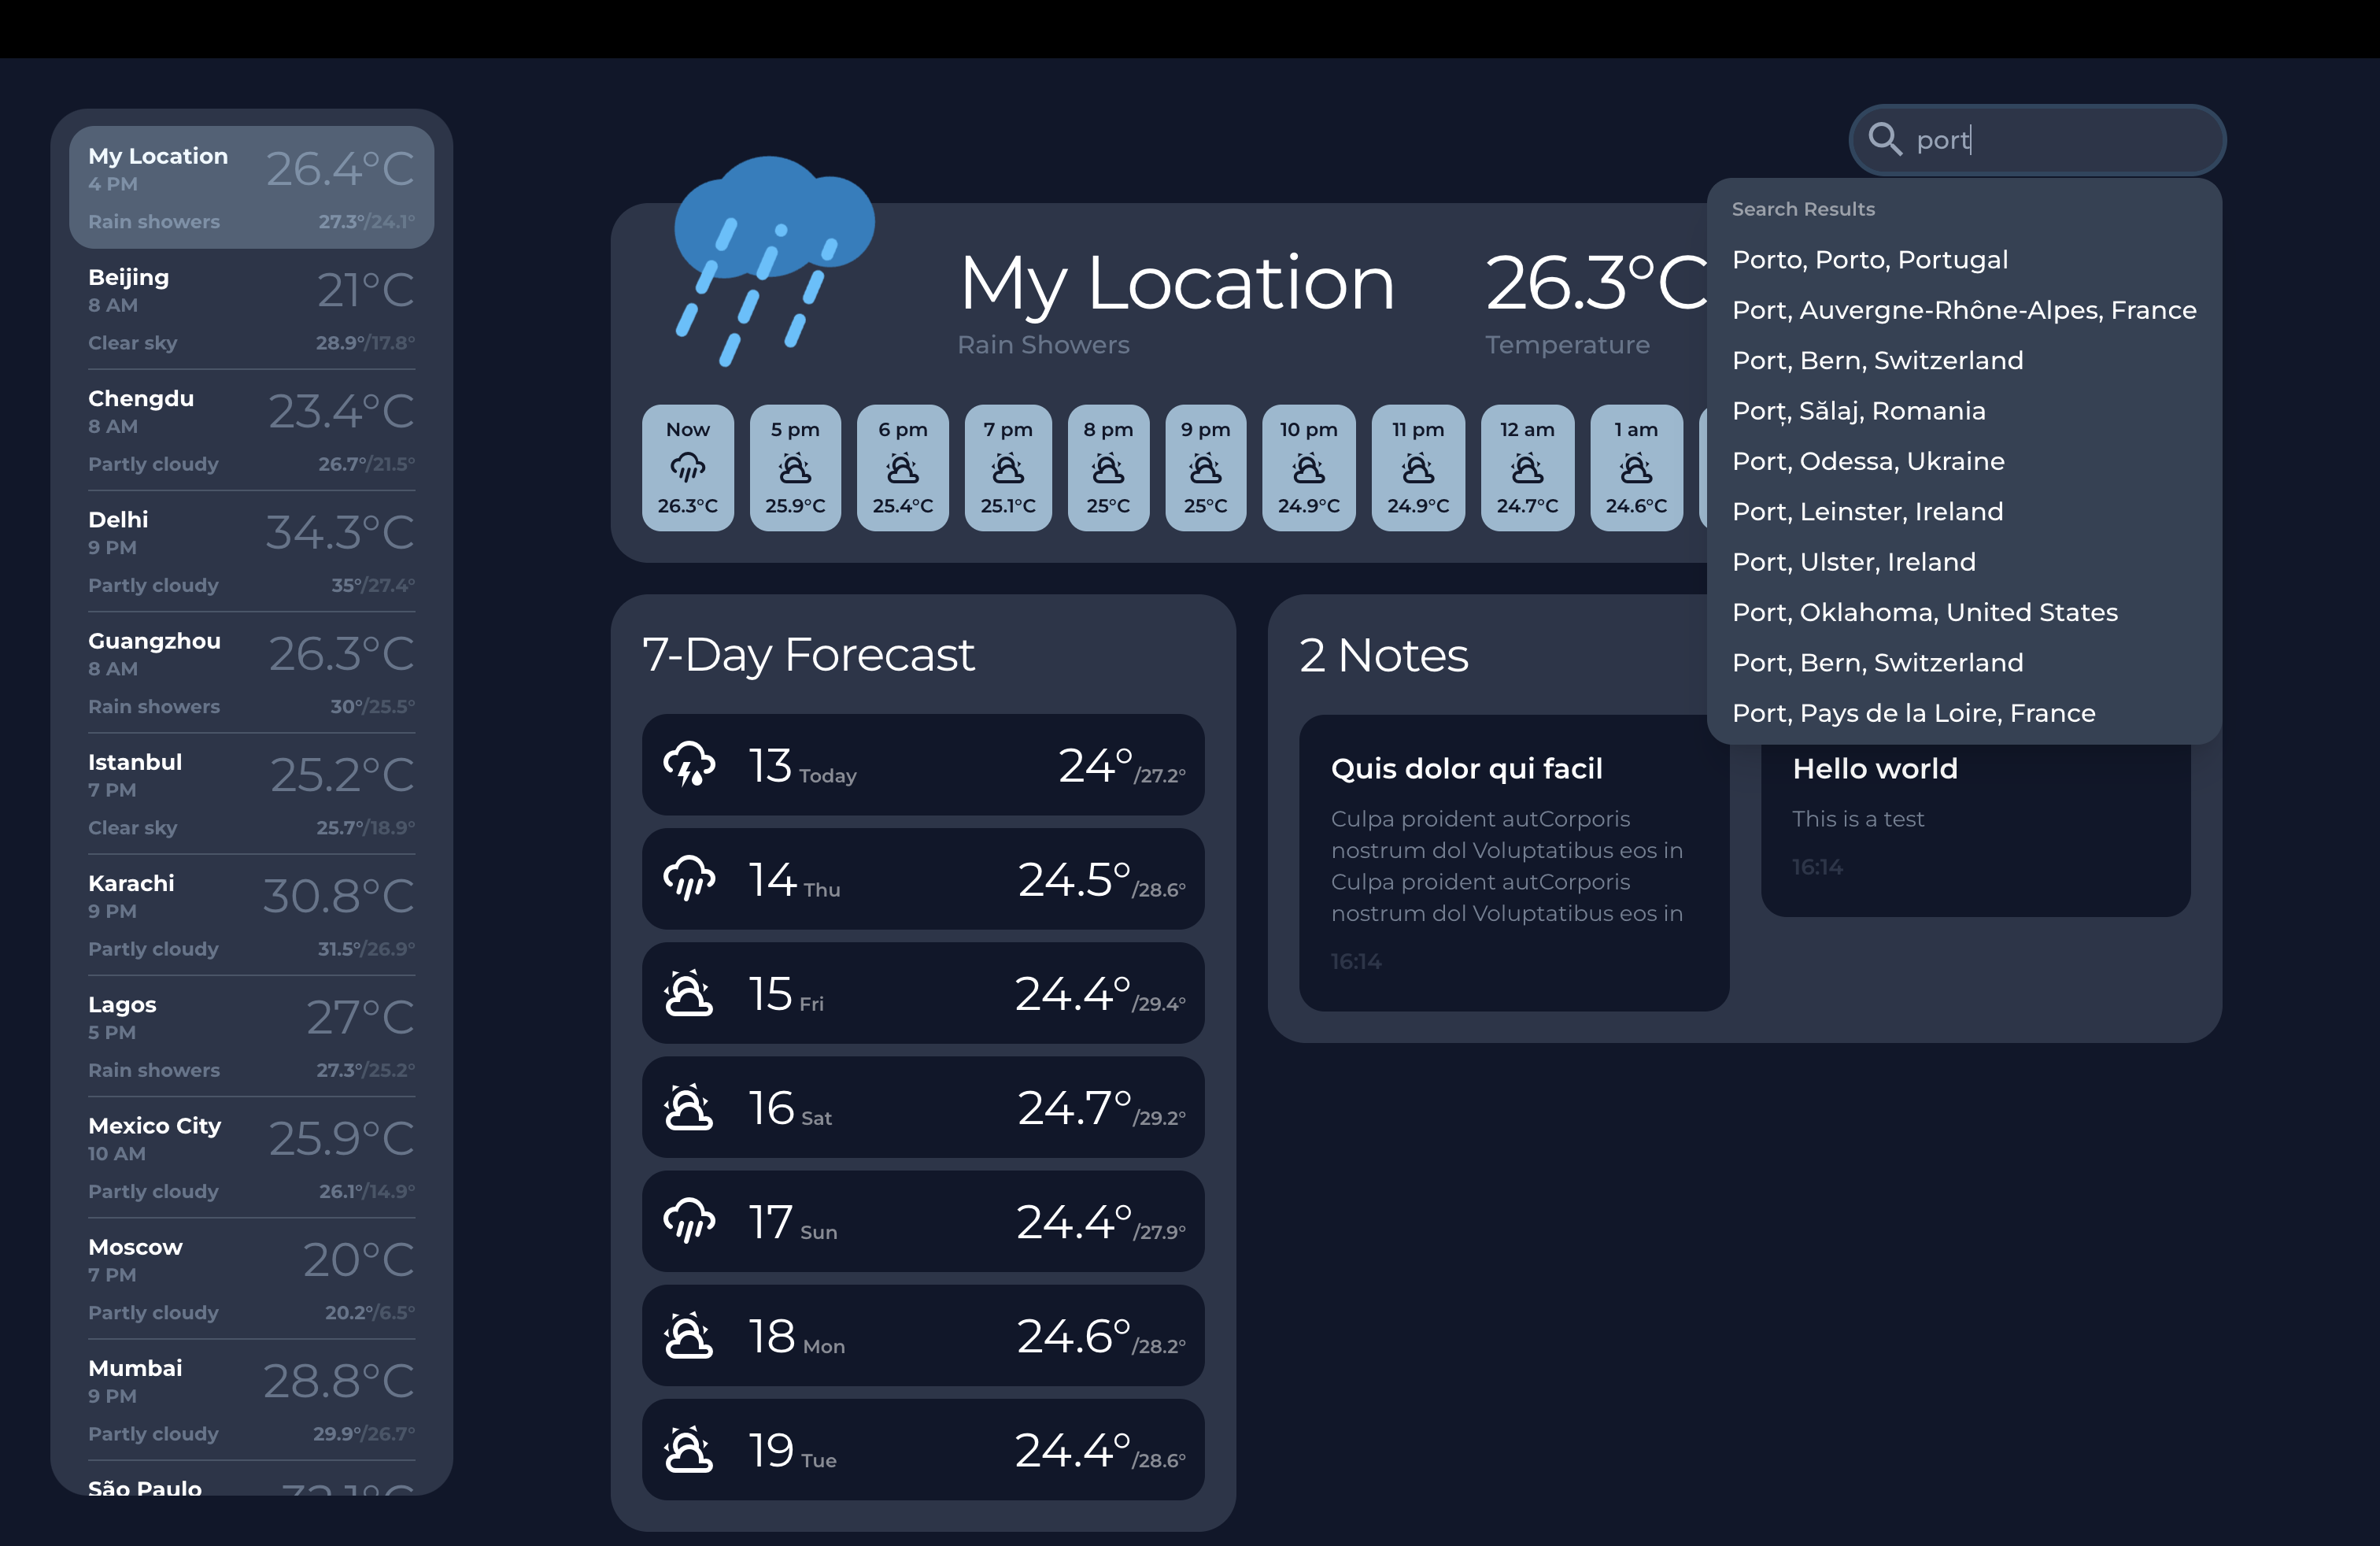 My Location
26.4°C
4 PM
Rain showers
27.3°/24.1°
Beijing
21°C
8 AM
Clear sky
28.9°/17.8°
Chengdu
23.4°C
8 AM
Partly cloudy
26.7°/21.5°
Delhi
34.3°C
9 PM
Partly cloudy
35°/27.4°
Guangzhou
26.3°C
8 AM
Rain showers
30°/25.5°
Istanbul
25.2°C
7 PM
Clear sky
25.7°/18.9°
Karachi
30.8°C
9 PM
Partly cloudy
31.5°/26.9°
Lagos
27°C
5 PM
Rain showers
27.3°/25.2°
Mexico City
25.9°C
10 AM
Partly cloudy
26.1°/14.9°
Moscow
20°C
7 PM
Partly cloudy
20.2°/6.5°
Mumbai
28.8°C
9 PM
Partly cloudy
29.9°/26.7°
São Paulo
My Location
Rain Showers
26.3°C
Temperature
Now
26.3°C
5 pm
25.9°C
6 pm
25.4°C
7 pm
25.1°C
8 pm
25°C
9 pm
25°C
10 pm
24.9°C
11 pm
24.9°C
12 am
24.7°C
1 am
24.6°C
port
Search Results
Porto, Porto, Portugal
Port, Auvergne-Rhône-Alpes, France
Port, Bern, Switzerland
Porț, Sălaj, Romania
Port, Odessa, Ukraine
Port, Leinster, Ireland
Port, Ulster, Ireland
Port, Oklahoma, United States
Port, Bern, Switzerland
Port, Pays de la Loire, France
7-Day Forecast
13 Today 24°/27.2°
14 Thu 24.5°/28.6°
15 Fri 24.4°/29.4°
16 Sat 24.7°/29.2°
17 Sun 24.4°/27.9°
18 Mon 24.6°/28.2°
19 Tue 24.4°/28.6°
2 Notes
Quis dolor qui facil
Culpa proident autCorporis
nostrum dol Voluptatibus eos in
Culpa proident autCorporis
nostrum dol Voluptatibus eos in
16:14
Hello world
This is a test
16:14